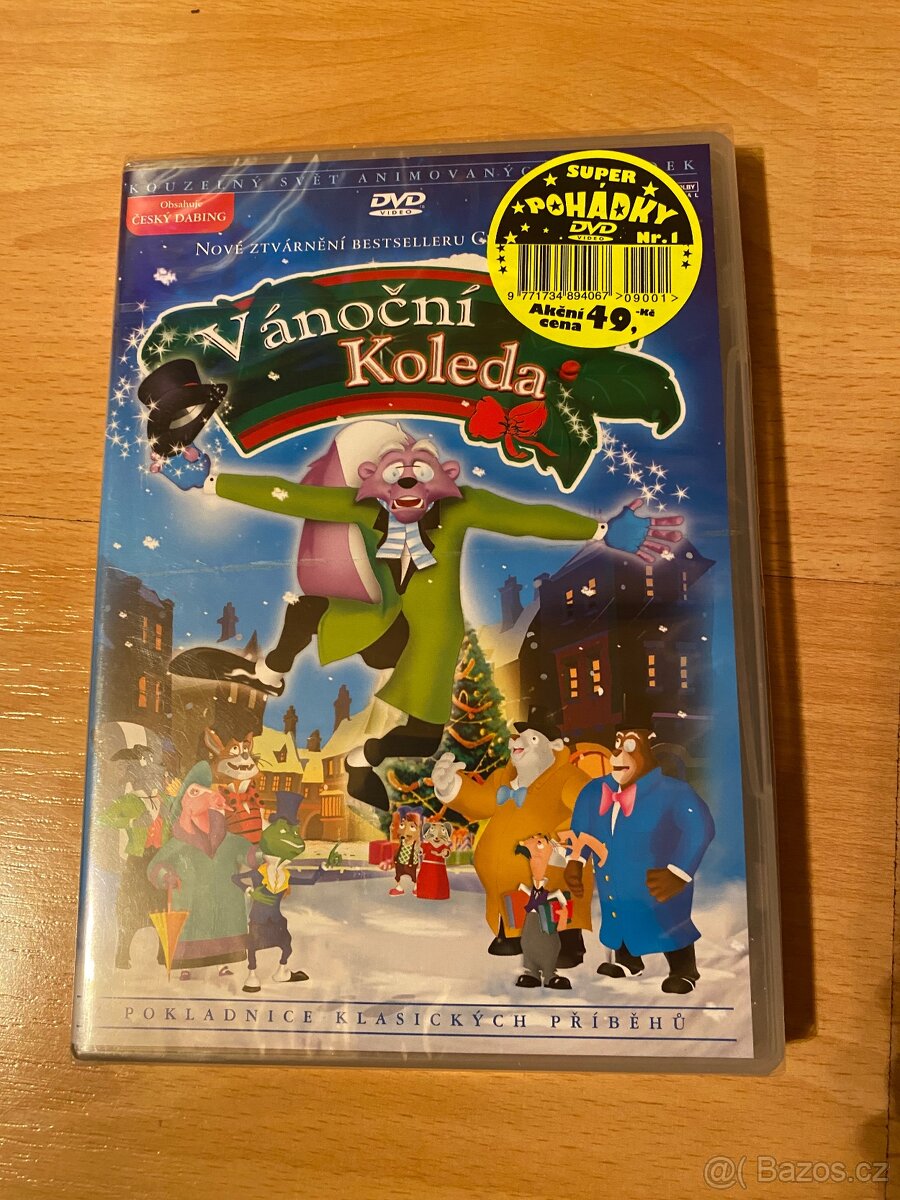 KOUZELNÝ SVĚT ANIMOVANÝCH
Obsahuje
ČESKÝ DABING
DVD
VIDEO
NOVÉ ZTVÁRNĚNÍ BESTSELLERU
SUPER
POHÁDKY
DVD
VIDEO
Nr.1
9 771734 894067 >09001>
Akční cena 49,-Kč
Vánoční
Koleda
POKLADNICE KLASICKÝCH PŘÍBĚHŮ
@( Bazos.cz